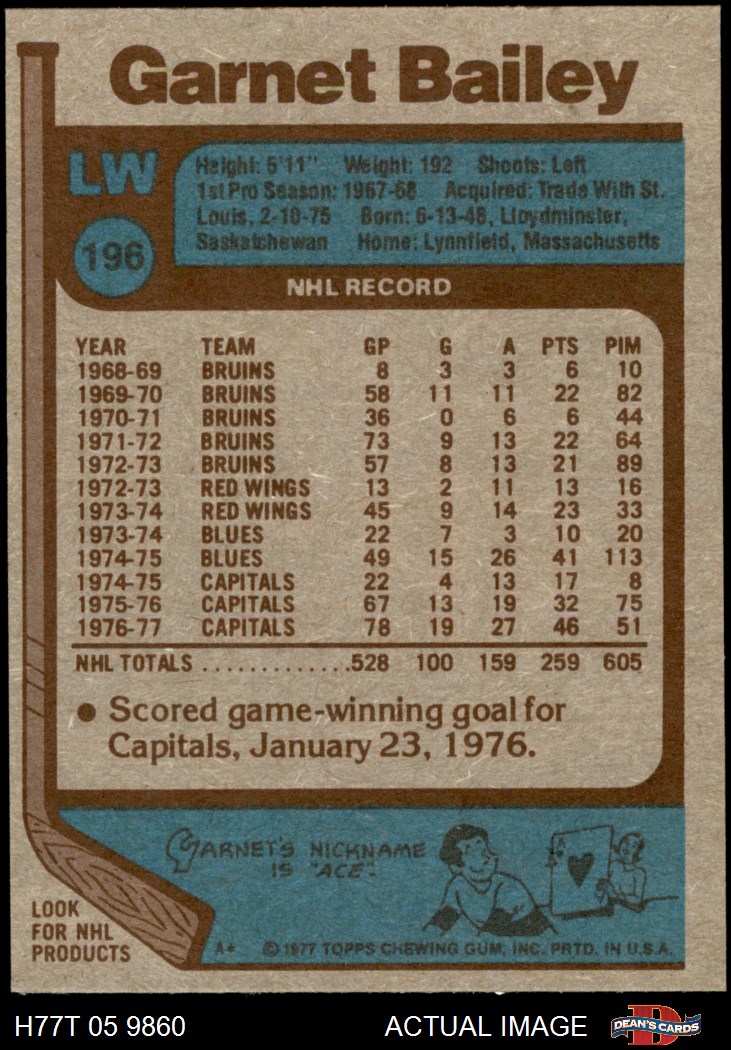 Garnet Bailey
LW
196
Height: 5'11" Weight: 192 Shoots: Left
1st Pro Season: 1967-68 Acquired: Trade With St.
Louis, 2-10-75 Born: 6-13-48, Lloydminster,
Saskatchewan Home: Lynnfield, Massachusetts
NHL RECORD
YEAR TEAM GP G A PTS PIM
1968-69 BRUINS 8 3 3 6 10
1969-70 BRUINS 58 11 11 22 82
1970-71 BRUINS 36 0 6 6 44
1971-72 BRUINS 73 9 13 22 64
1972-73 BRUINS 57 8 13 21 89
1972-73 RED WINGS 13 2 11 13 16
1973-74 RED WINGS 45 9 14 23 33
1973-74 BLUES 22 7 3 10 20
1974-75 BLUES 49 15 26 41 113
1974-75 CAPITALS 22 4 13 17 8
1975-76 CAPITALS 67 13 19 32 75
1976-77 CAPITALS 78 19 27 46 51
NHL TOTALS .............528 100 159 259 605
● Scored game-winning goal for
Capitals, January 23, 1976.
GARNET'S NICKNAME
IS "ACE".
LOOK
FOR NHL
PRODUCTS
A* © 1977 TOPPS CHEWING GUM, INC. PRTD. IN U.S.A.
H77T 05 9860 ACTUAL IMAGE DEAN'S CARDS